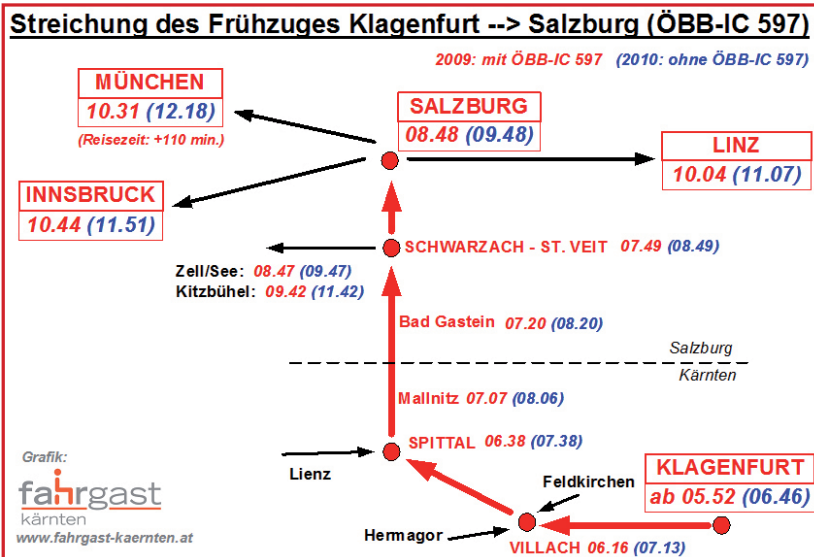 Streichung des Frühzuges Klagenfurt --> Salzburg (ÖBB-IC 597)
2009: mit ÖBB-IC 597 (2010: ohne ÖBB-IC 597)
MÜNCHEN
10.31 (12.18)
(Reisezeit: +110 min.)
SALZBURG
08.48 (09.48)
LINZ
10.04 (11.07)
INNSBRUCK
10.44 (11.51)
SCHWARZACH - ST. VEIT 07.49 (08.49)
Zell/See: 08.47 (09.47)
Kitzbühel: 09.42 (11.42)
Bad Gastein 07.20 (08.20)
Salzburg
Kärnten
Mallnitz 07.07 (08.06)
SPITTAL 06.38 (07.38)
Lienz
KLAGENFURT
ab 05.52 (06.46)
Feldkirchen
Hermagor
VILLACH 06.16 (07.13)
Grafik:
fahrgast
kärnten
www.fahrgast-kaernten.at